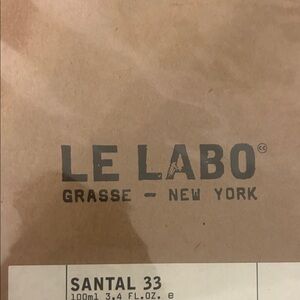 LE LABO
GRASSE - NEW YORK
SANTAL 33
100ml 3.4 FL.OZ. e